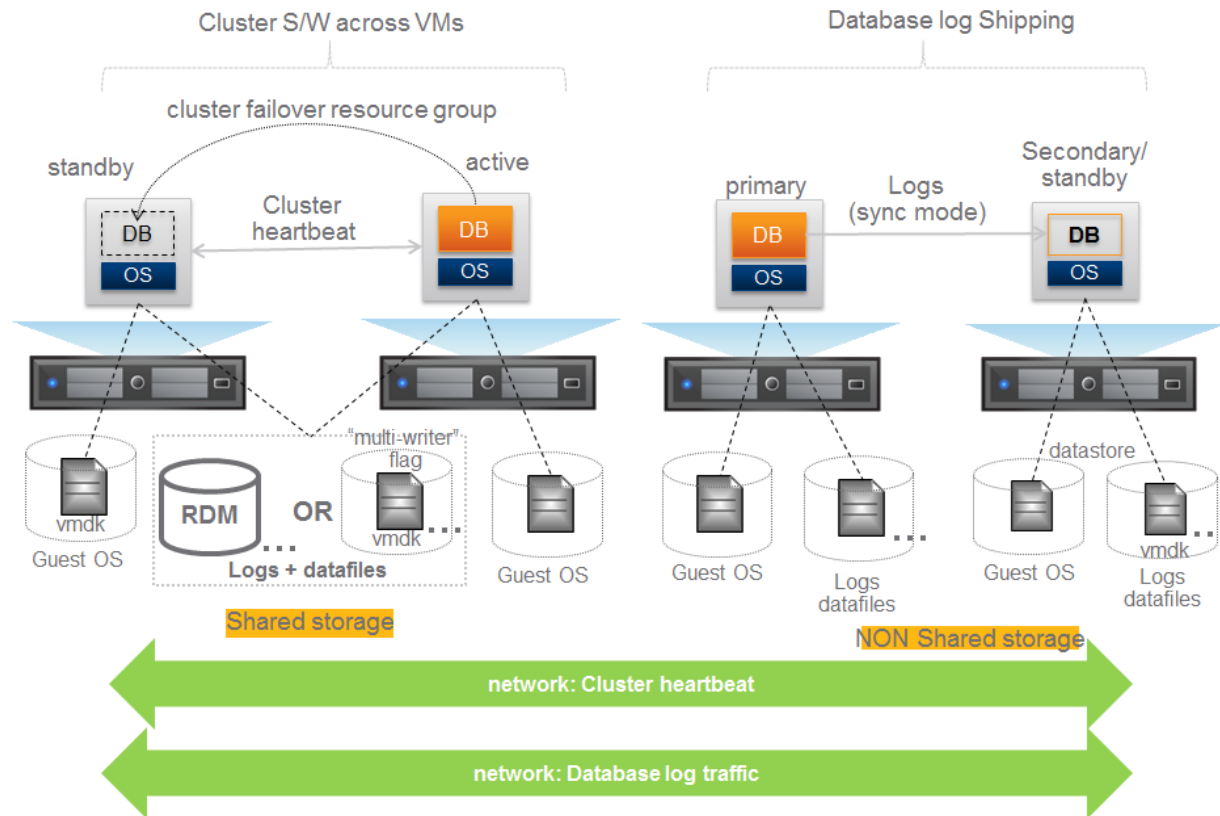 Cluster S/W across VMs
Database log Shipping
cluster failover resource group
standby
active
Cluster
heartbeat
DB
OS
DB
OS
primary
Logs
(sync mode)
Secondary/
standby
DB
OS
DB
OS
vmdk
Guest OS
RDM
...
OR
"multi-writer"
flag
vmdk
...
Logs + datafiles
Guest OS
Guest OS
...
Logs
datafiles
datastore
Guest OS
vmdk
...
Logs
datafiles
Shared storage
NON Shared storage
network: Cluster heartbeat
network: Database log traffic